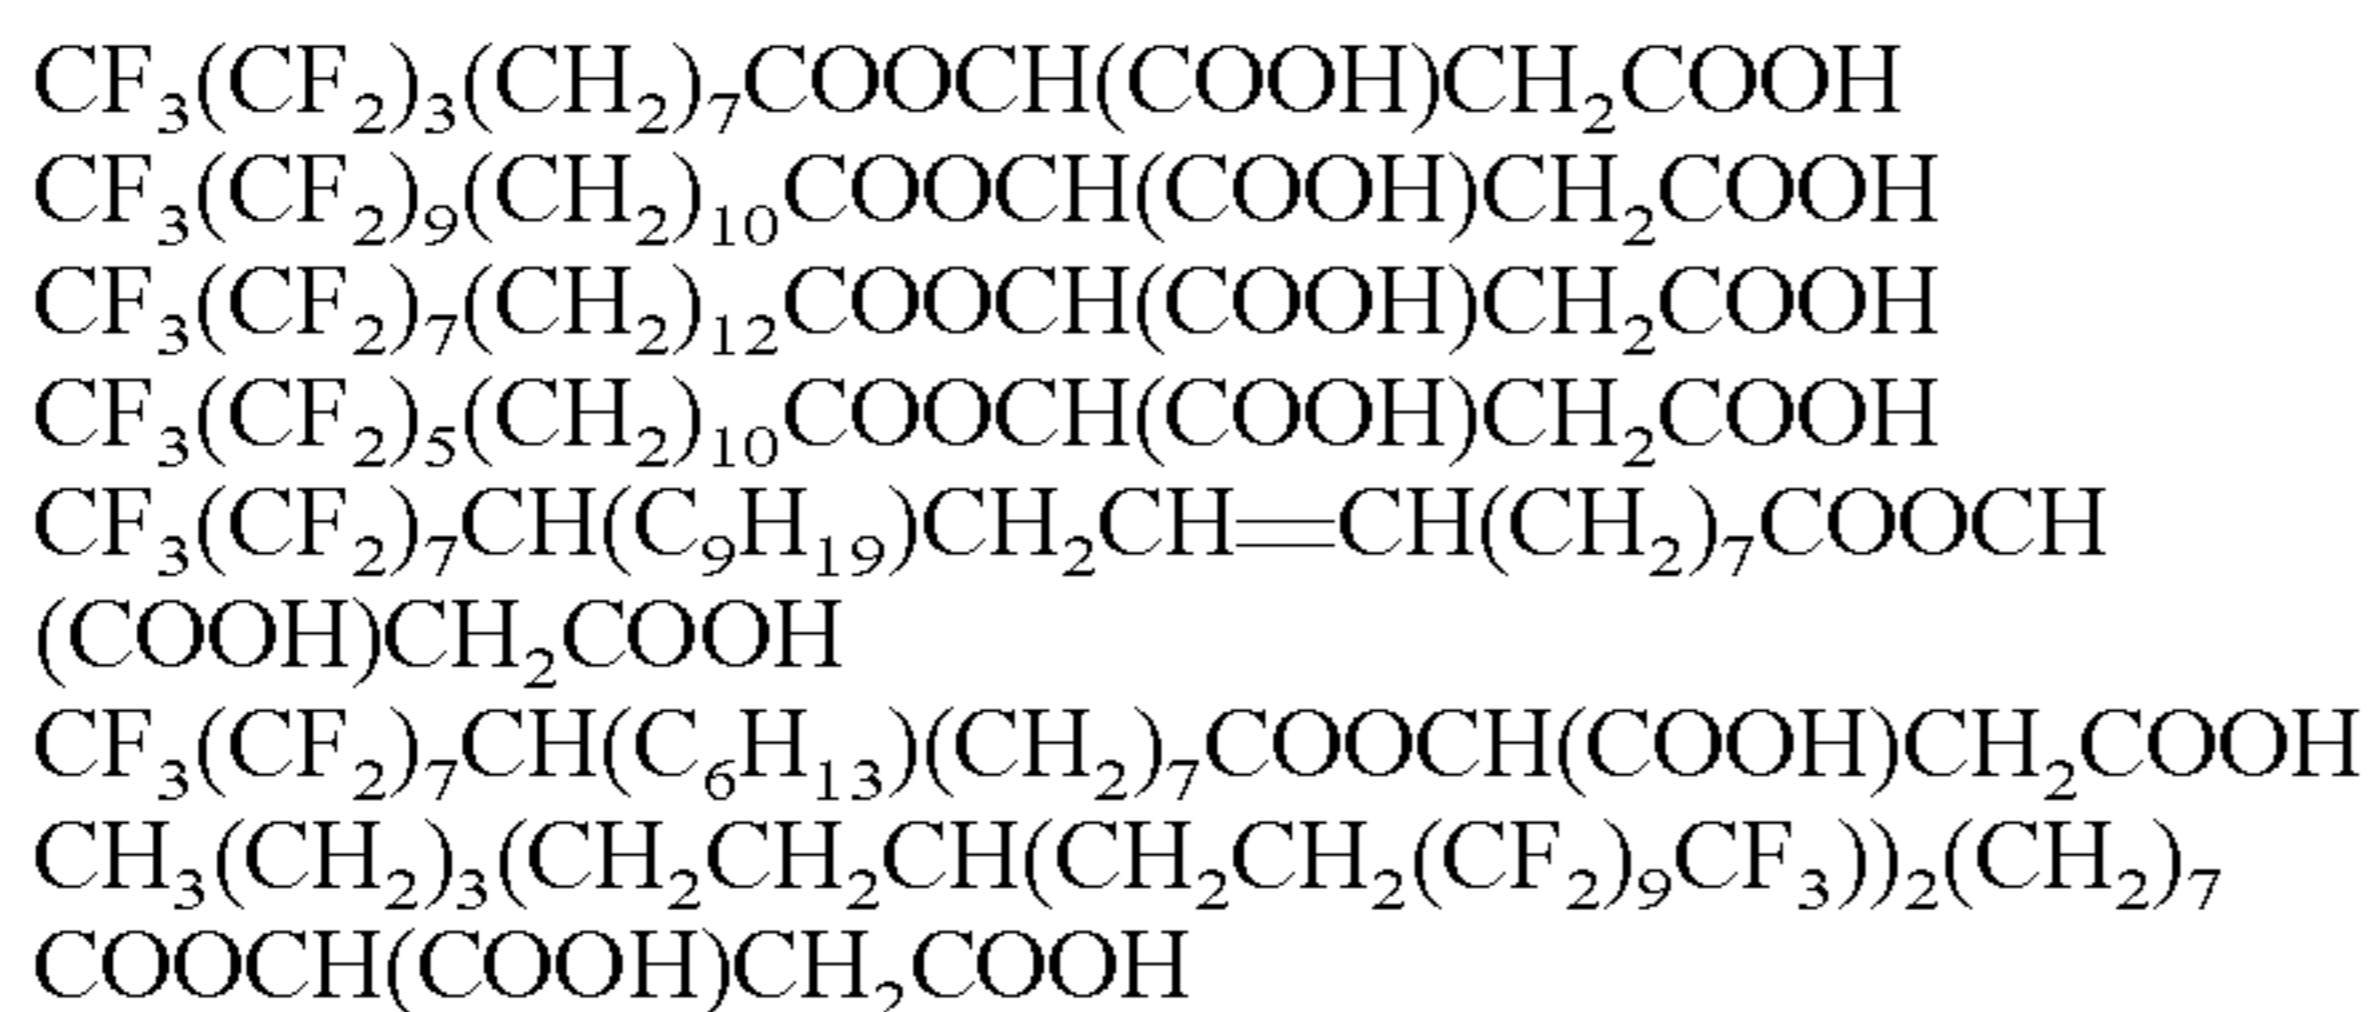 CF₃(CF₂)₃(CH₂)₇COOCH(COOH)CH₂COOH
CF₃(CF₂)₉(CH₂)₁₀COOCH(COOH)CH₂COOH
CF₃(CF₂)₇(CH₂)₁₂COOCH(COOH)CH₂COOH
CF₃(CF₂)₅(CH₂)₁₀COOCH(COOH)CH₂COOH
CF₃(CF₂)₇CH(C₉H₁₉)CH₂CH=CH(CH₂)₇COOCH
(COOH)CH₂COOH
CF₃(CF₂)₇CH(C₆H₁₃)(CH₂)₇COOCH(COOH)CH₂COOH
CH₃(CH₂)₃(CH₂CH₂CH(CH₂CH₂(CF₂)₉CF₃))₂(CH₂)₇
COOCH(COOH)CH₂COOH